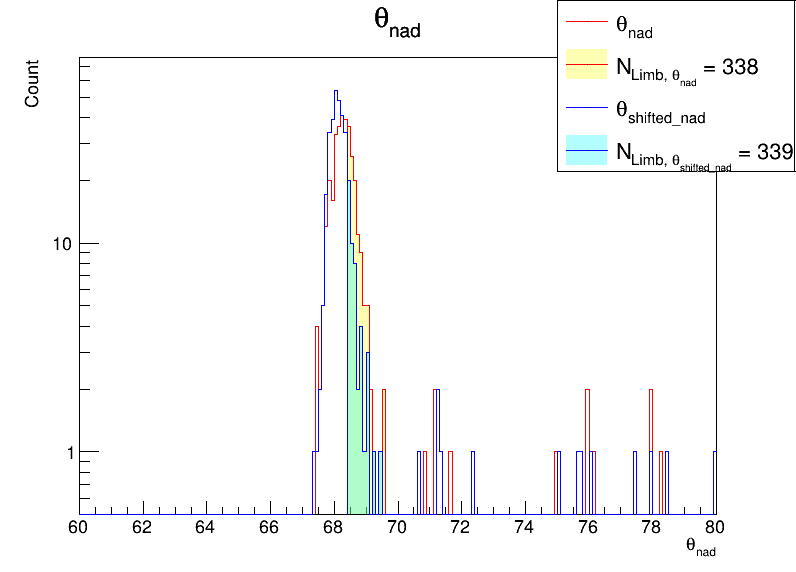 θnad
θnad
NLimb, θnad = 338
θshifted_nad
NLimb, θshifted_nad = 339
Count
10
1
60 62 64 66 68 70 72 74 76 78 80
θnad